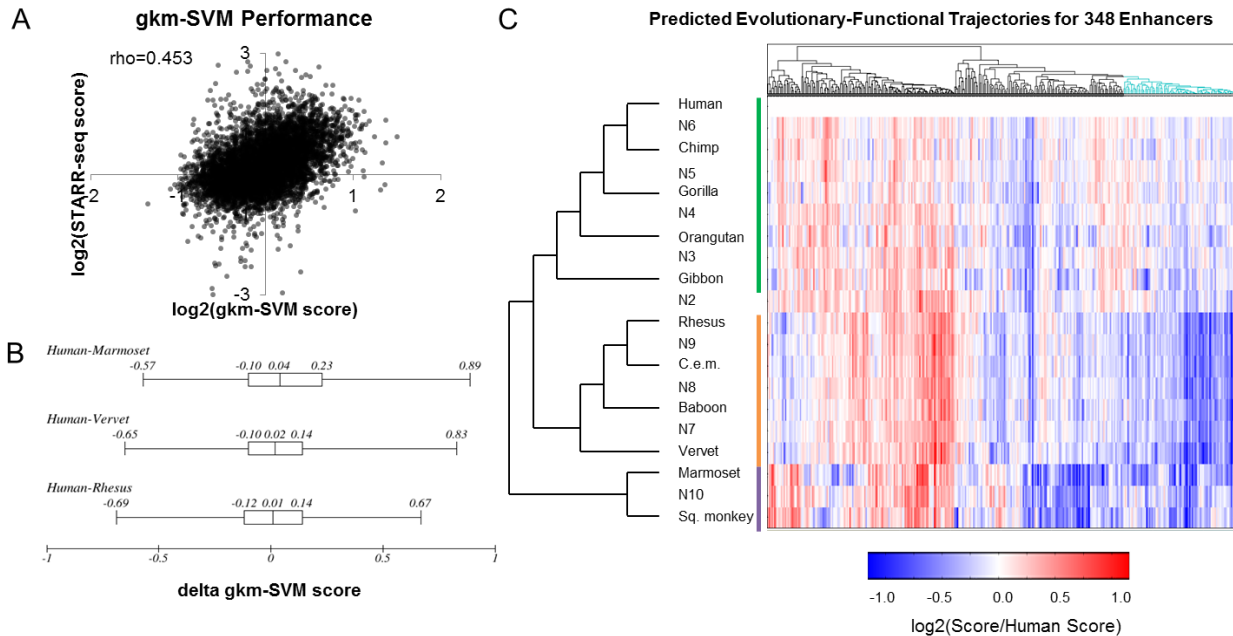 A
gkm-SVM Performance
rho=0.453
3
log2(STARR-seq score)
2
-1
1
2
-3
log2(gkm-SVM score)
B
Human-Marmoset
-0.57
-0.10 0.04 0.23
0.89
Human-Vervet
-0.65
-0.10 0.02 0.14
0.83
Human-Rhesus
-0.69
-0.12 0.01 0.14
0.67
-1
-0.5
0
0.5
1
delta gkm-SVM score
C
Predicted Evolutionary-Functional Trajectories for 348 Enhancers
Human
N6
Chimp
N5
Gorilla
N4
Orangutan
N3
Gibbon
N2
Rhesus
N9
C.e.m.
N8
Baboon
N7
Vervet
Marmoset
N10
Sq. monkey
-1.0 -0.5 0.0 0.5 1.0
log2(Score/Human Score)